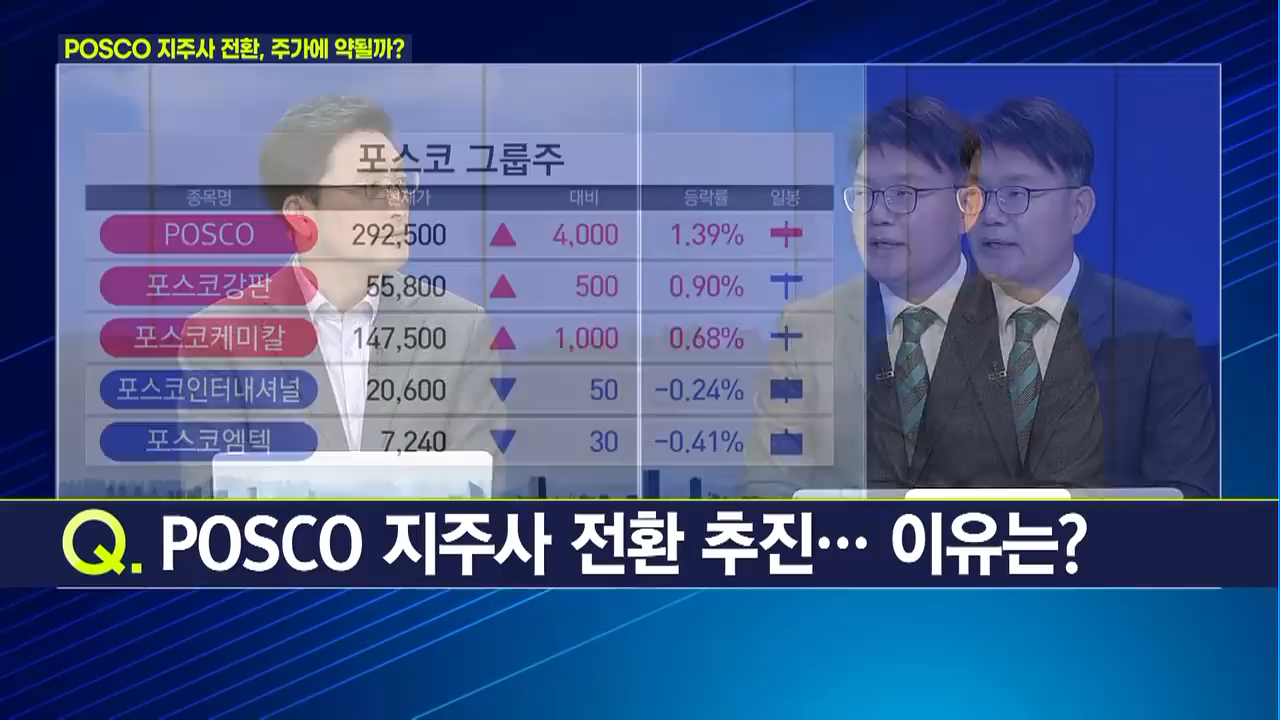 POSCO 지주사 전환, 주가에 약될까?
포스코 그룹주
종목명 현재가 대비 등락률 일봉
POSCO 292,500 ▲ 4,000 1.39%
포스코강판 55,800 ▲ 500 0.90%
포스코케미칼 147,500 ▲ 1,000 0.68%
포스코인터내셔널 20,600 ▼ 50 -0.24%
포스코엠텍 7,240 ▼ 30 -0.41%
Q. POSCO 지주사 전환 추진… 이유는?